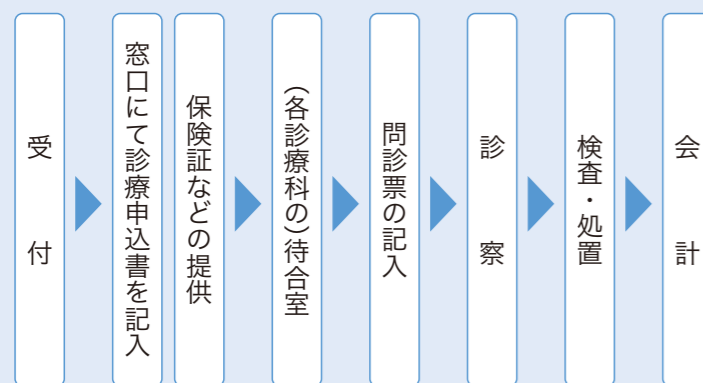 受付
窓口にて診療申込書を記入
保険証などの提供
(各診療科の)待合室
問診票の記入
診察
検査・処置
会計